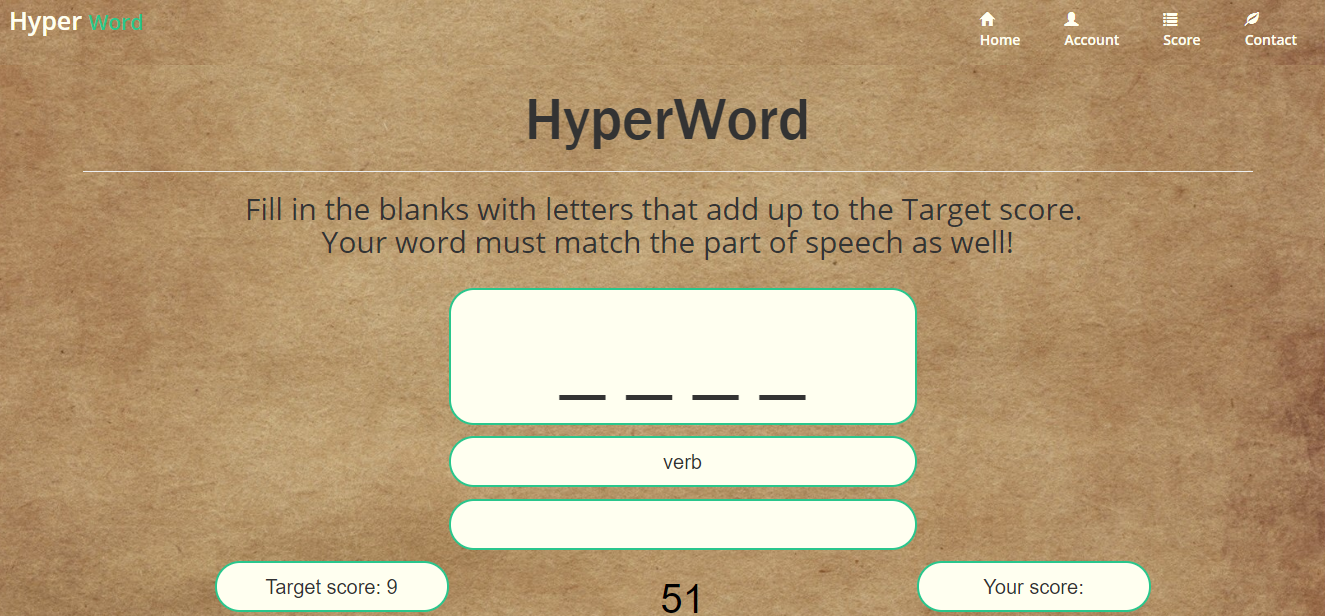 Hyper Word
Home
Account
Score
Contact
HyperWord
Fill in the blanks with letters that add up to the Target score.
Your word must match the part of speech as well!
_ _ _ _
verb
Target score: 9
51
Your score: